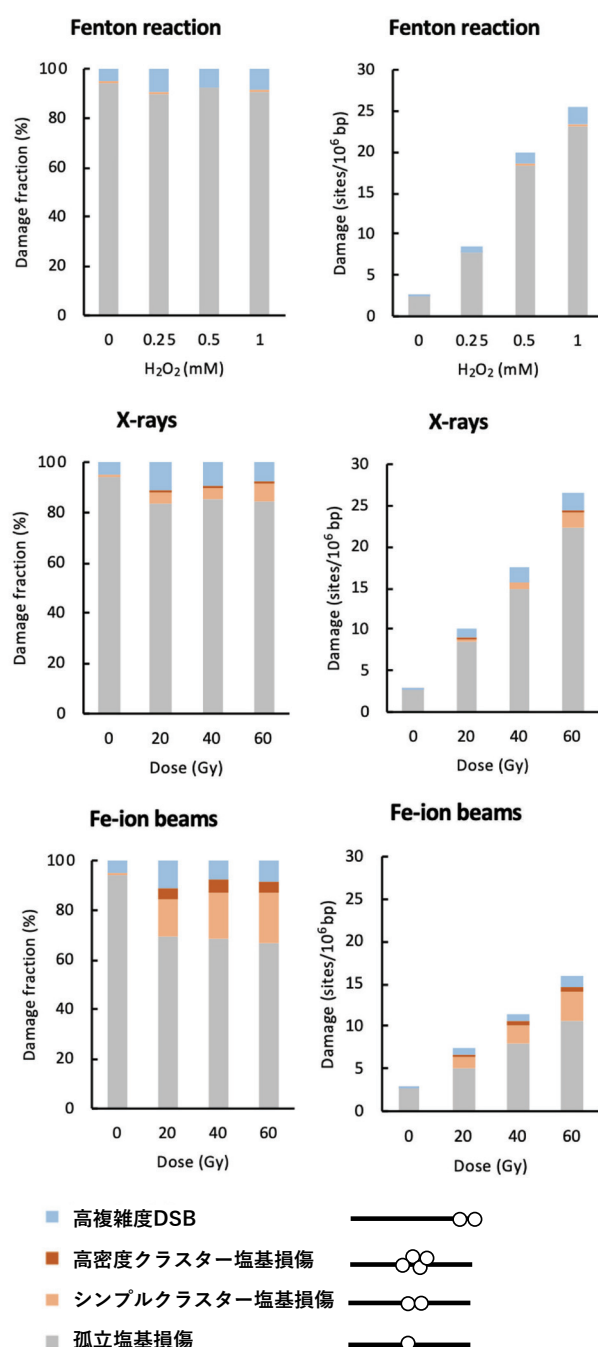 Fenton reaction
Damage fraction (%)
100
80
60
40
20
0
0 0.25 0.5 1
H₂O₂ (mM)
Fenton reaction
Damage (sites/10⁶ bp)
30
25
20
15
10
5
0
0 0.25 0.5 1
H₂O₂ (mM)
X-rays
Damage fraction (%)
100
80
60
40
20
0
0 20 40 60
Dose (Gy)
X-rays
Damage (sites/10⁶ bp)
30
25
20
15
10
5
0
0 20 40 60
Dose (Gy)
Fe-ion beams
Damage fraction (%)
100
80
60
40
20
0
0 20 40 60
Dose (Gy)
Fe-ion beams
Damage (sites/10⁶ bp)
30
25
20
15
10
5
0
0 20 40 60
Dose (Gy)
高複雑度DSB
高密度クラスター塩基損傷
シンプルクラスター塩基損傷
孤立塩基損傷